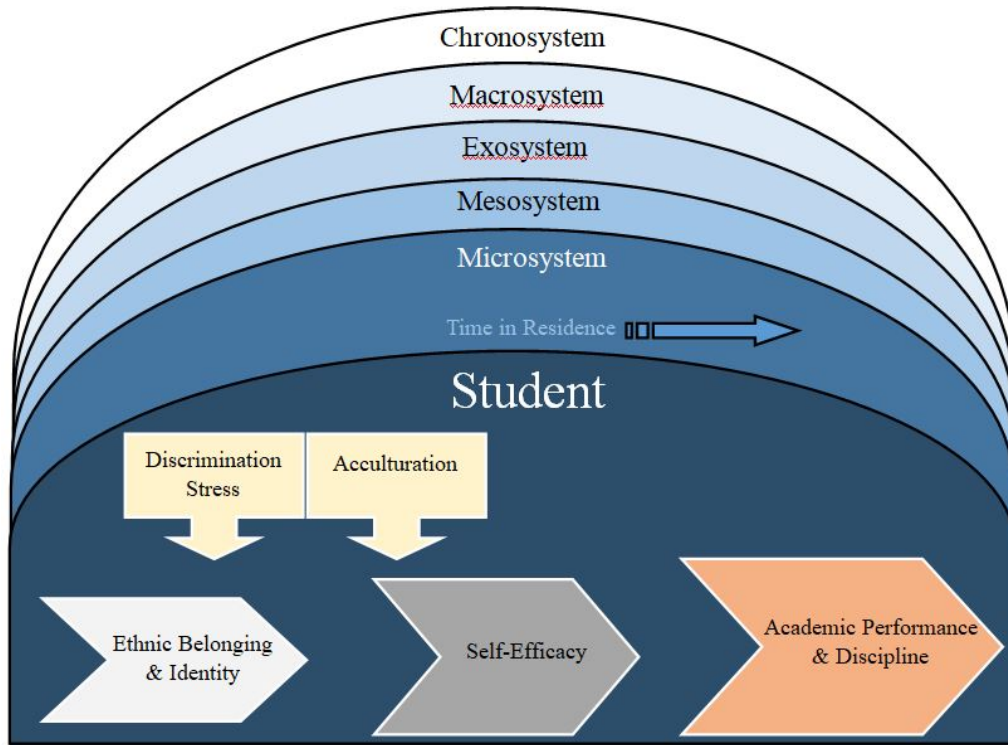 Chronosystem
Macrosystem
Exosystem
Mesosystem
Microsystem
Time in Residence
Student
Discrimination
Stress
Acculturation
Ethnic Belonging
& Identity
Self-Efficacy
Academic Performance
& Discipline